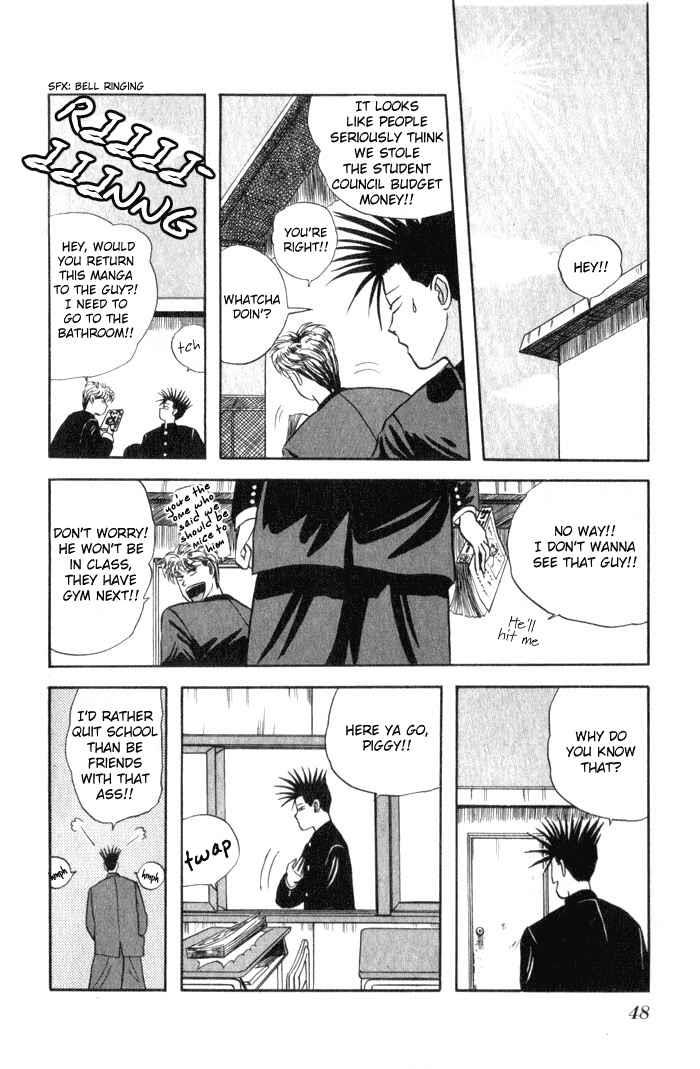 HEY!!
IT LOOKS
LIKE PEOPLE
SERIOUSLY THINK
WE STOLE
THE STUDENT
COUNCIL BUDGET
MONEY!!
YOU'RE
RIGHT!!
WHATCHA
DOIN'?
SFX: BELL RINGING
RIIIII-
IIINNG
HEY, WOULD
YOU RETURN
THIS MANGA
TO THE GUY?!
I NEED TO
GO TO THE
BATHROOM!!
tch
NO WAY!!
I DON'T WANNA
SEE THAT GUY!!
He'll
hit me
you're the
one who
said we
should be
nice to
him
DON'T WORRY!
HE WON'T BE
IN CLASS,
THEY HAVE
GYM NEXT!!
WHY DO
YOU KNOW
THAT?
HERE YA GO,
PIGGY!!
twap
I'D RATHER
QUIT SCHOOL
THAN BE
FRIENDS
WITH THAT
ASS!!
hmph
hmph
48